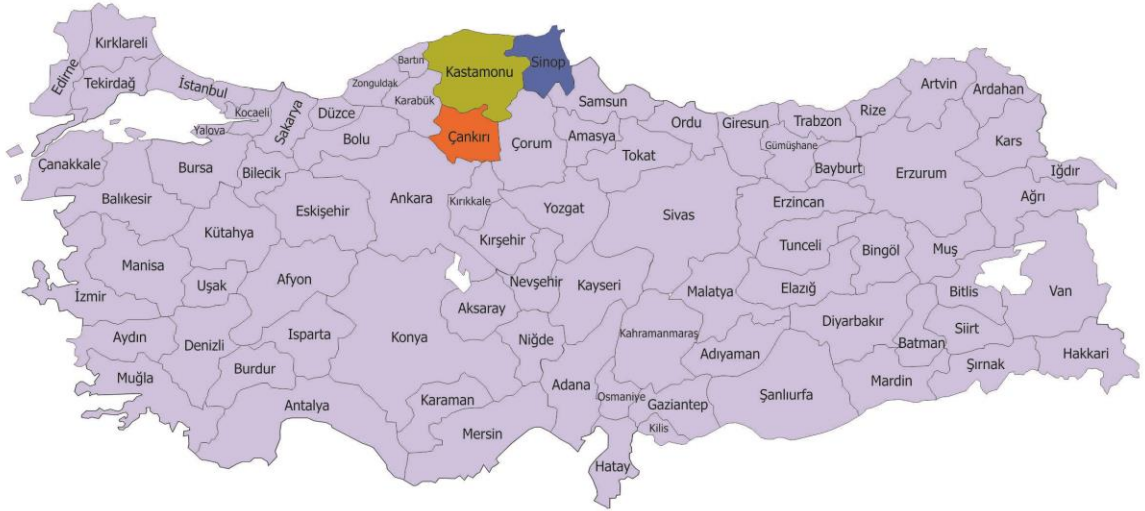 Kırklareli
Edirne
Tekirdağ
İstanbul
Kocaeli
Yalova
Sakarya
Düzce
Zonguldak
Bartın
Karabük
Kastamonu
Sinop
Çankırı
Bolu
Samsun
Çorum
Amasya
Tokat
Ordu
Giresun
Trabzon
Gümüşhane
Bayburt
Rize
Artvin
Ardahan
Kars
Iğdır
Ağrı
Erzurum
Erzincan
Çanakkale
Bursa
Bilecik
Balıkesir
Kütahya
Eskişehir
Ankara
Kırıkkale
Kırşehir
Yozgat
Sivas
Tunceli
Bingöl
Muş
Bitlis
Van
Manisa
İzmir
Uşak
Afyon
Aksaray
Nevşehir
Kayseri
Malatya
Elazığ
Diyarbakır
Batman
Siirt
Şırnak
Hakkari
Aydın
Denizli
Isparta
Konya
Niğde
Kahramanmaraş
Adıyaman
Mardin
Şanlıurfa
Muğla
Burdur
Antalya
Karaman
Mersin
Adana
Osmaniye
Gaziantep
Kilis
Hatay